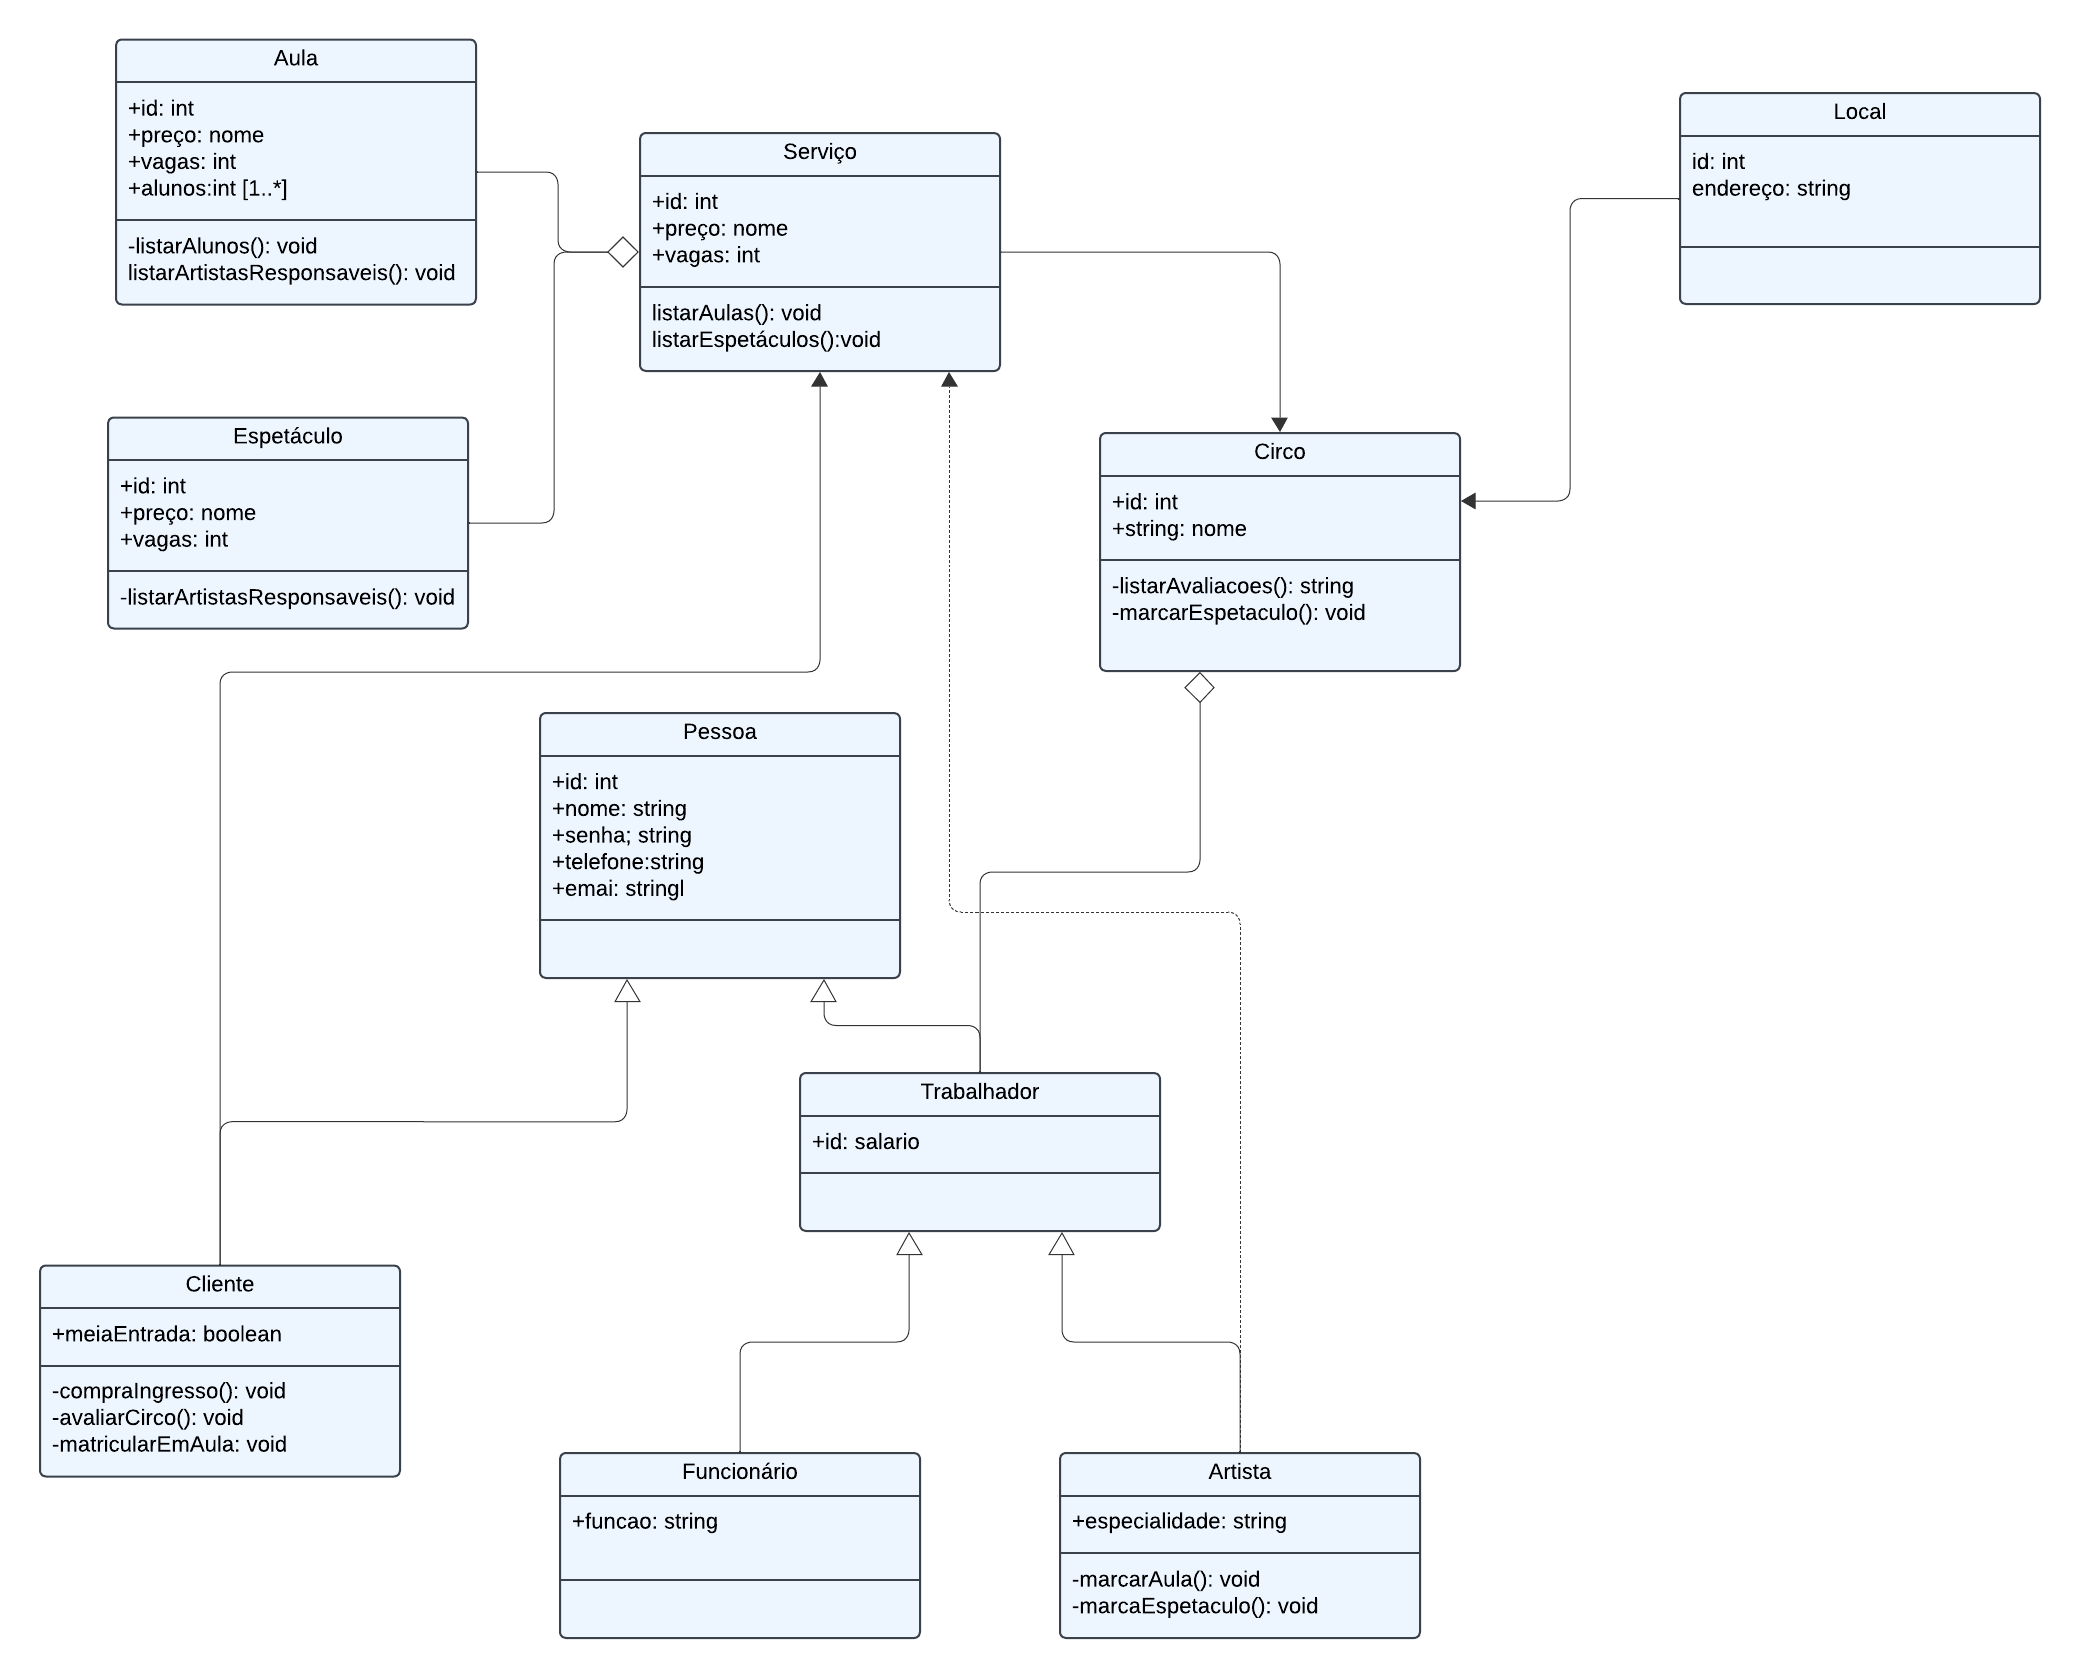 Aula
+id: int
+preço: nome
+vagas: int
+alunos:int [1..*]
-listarAlunos(): void
listarArtistasResponsaveis(): void
Serviço
+id: int
+preço: nome
+vagas: int
listarAulas(): void
listarEspetáculos():void
Local
id: int
endereço: string
Espetáculo
+id: int
+preço: nome
+vagas: int
-listarArtistasResponsaveis(): void
Circo
+id: int
+string: nome
-listarAvaliacoes(): string
-marcarEspetaculo(): void
Pessoa
+id: int
+nome: string
+senha; string
+telefone:string
+emai: stringl
Trabalhador
+id: salario
Cliente
+meiaEntrada: boolean
-compraIngresso(): void
-avaliarCirco(): void
-matricularEmAula: void
Funcionário
+funcao: string
Artista
+especialidade: string
-marcarAula(): void
-marcaEspetaculo(): void